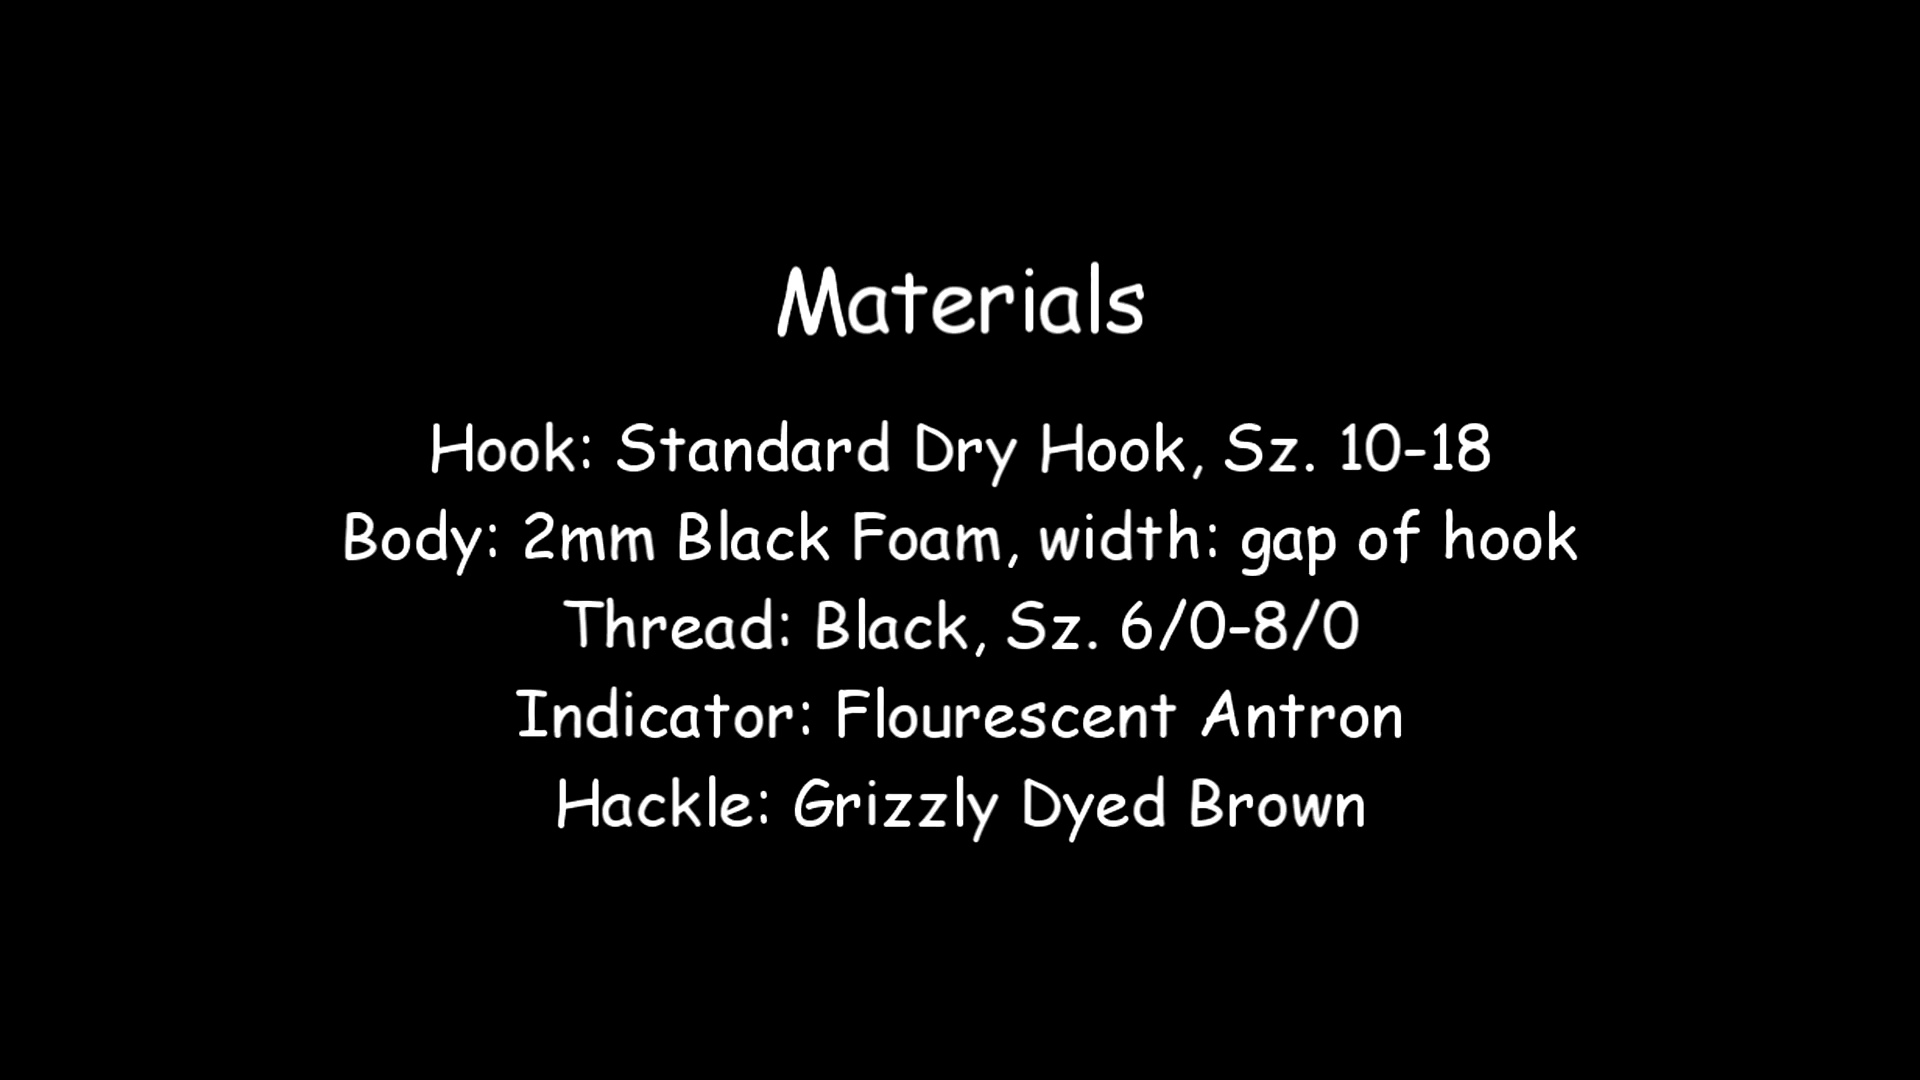 Materials
Hook: Standard Dry Hook, Sz. 10-18
Body: 2mm Black Foam, width: gap of hook
Thread: Black, Sz. 6/0-8/0
Indicator: Flourescent Antron
Hackle: Grizzly Dyed Brown